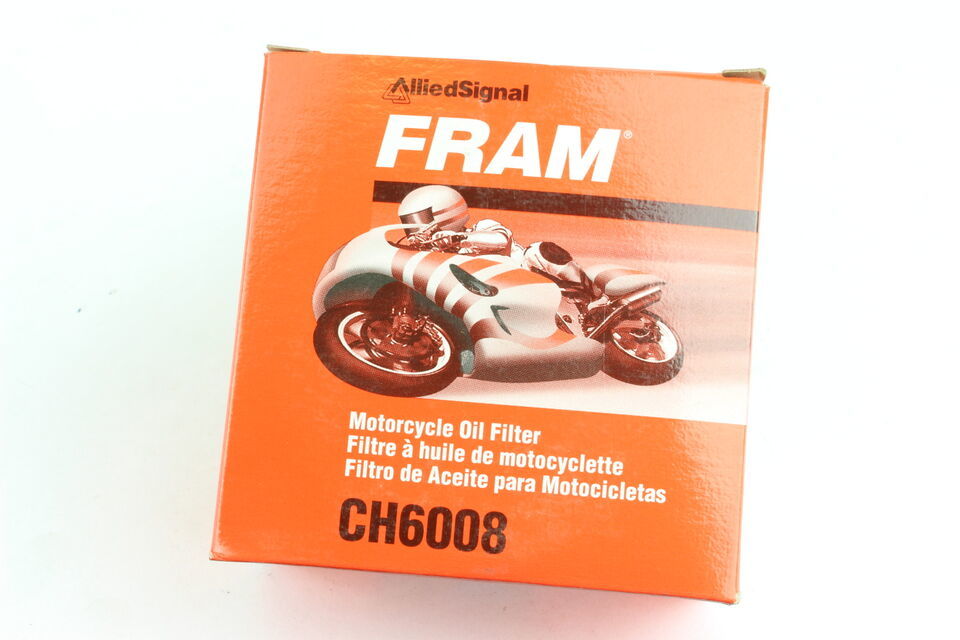 AlliedSignal
FRAM®
Motorcycle Oil Filter
Filtre à huile de motocyclette
Filtro de Aceite para Motocicletas
CH6008